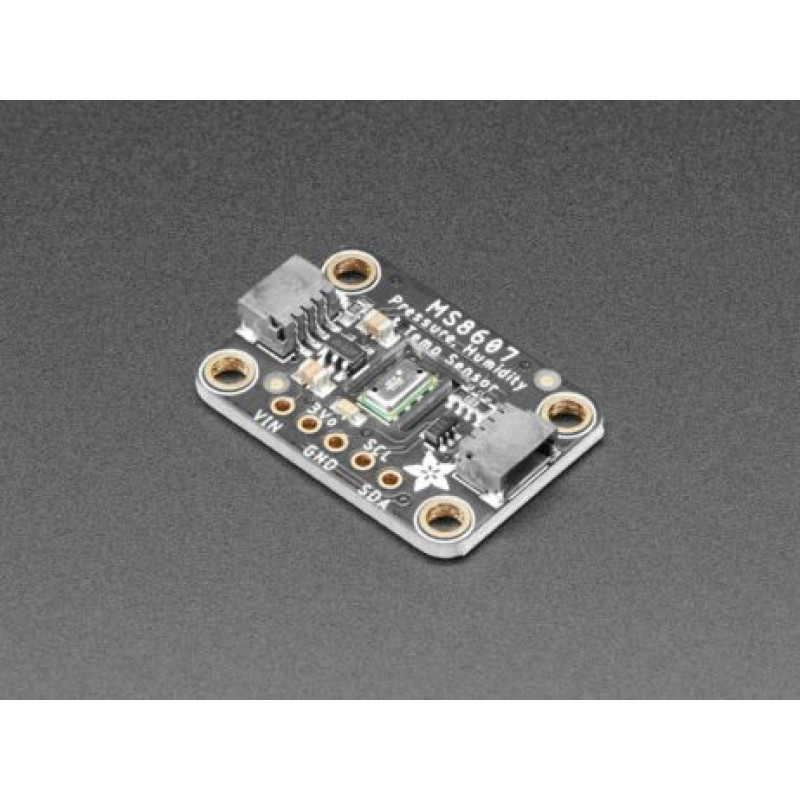 MS8607
Pressure, Humidity
& Temp Sensor
VIN
3Vo
GND
SCL
SDA